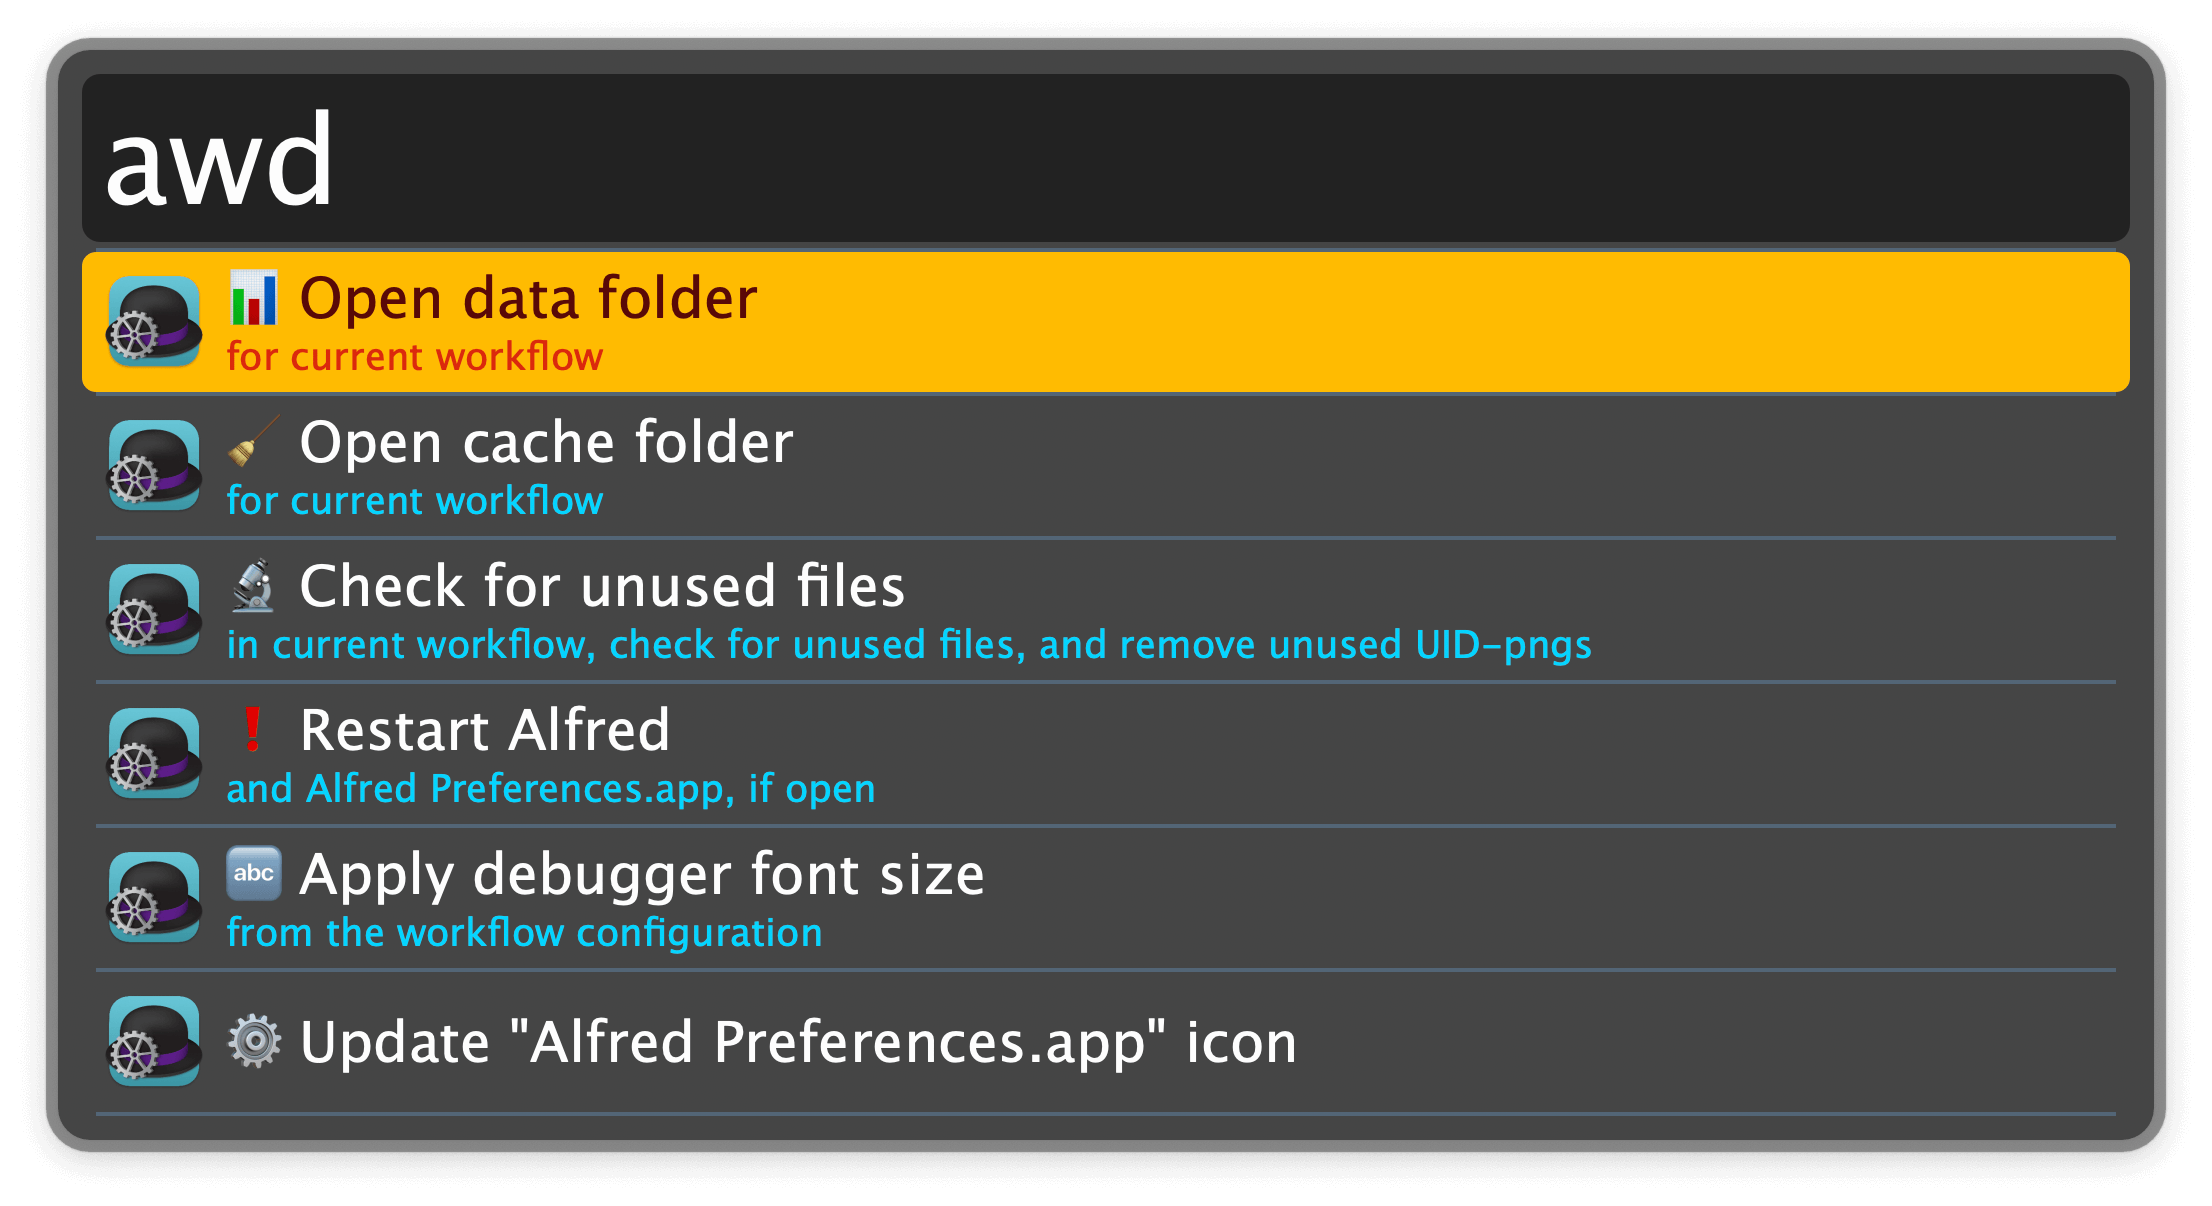 awd
Open data folder
for current workflow
Open cache folder
for current workflow
Check for unused files
in current workflow, check for unused files, and remove unused UID-pngs
Restart Alfred
and Alfred Preferences.app, if open
abc Apply debugger font size
from the workflow configuration
Update "Alfred Preferences.app" icon